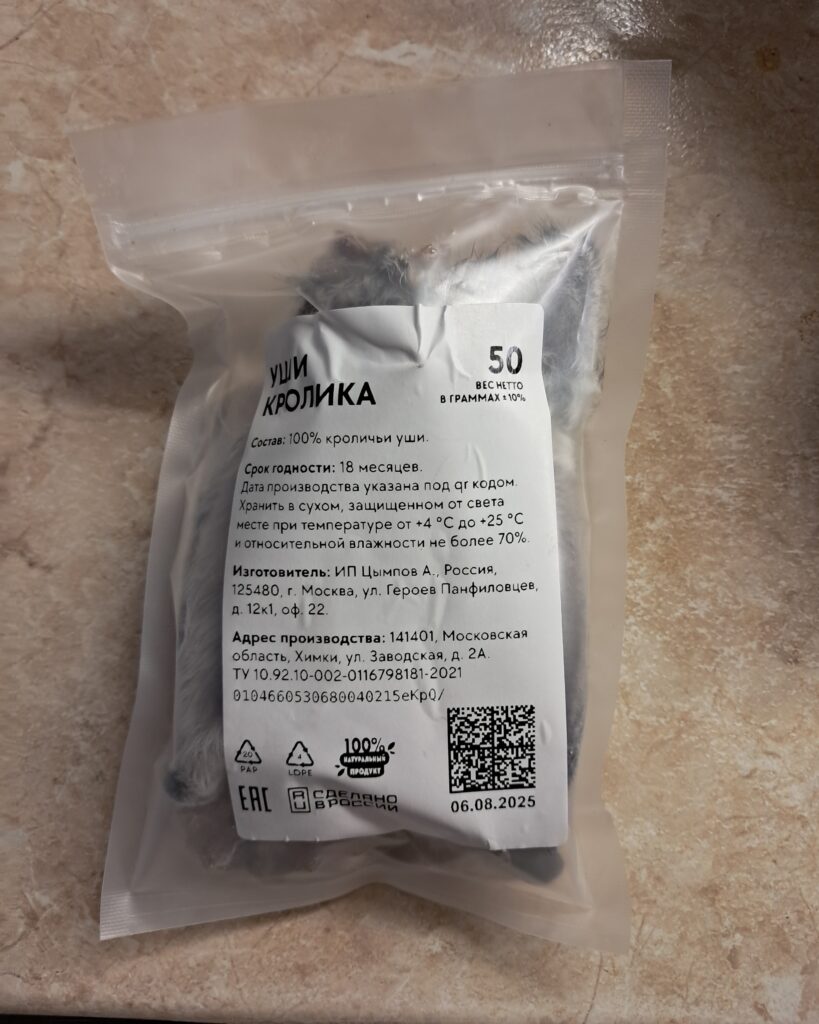 УШИ
КРОЛИКА
50
ВЕС НЕТТО
В ГРАММАХ ± 10%
Состав: 100% кроличьи уши.
Срок годности: 18 месяцев.
Дата производства указана под qr кодом.
Хранить в сухом, защищенном от света
месте при температуре от +4 °C до +25 °C
и относительной влажности не более 70%.
Изготовитель: ИП Цымпов А., Россия,
125480, г. Москва, ул. Героев Панфиловцев,
д. 12к1, оф. 22.
Адрес производства: 141401, Московская
область, Химки, ул. Заводская, д. 2А.
ТУ 10.92.10-002-0116798181-2021
0104660530680040215eKpQ/
20
PAP
4
LDPE
100%
НАТУРАЛЬНЫЙ
ПРОДУКТ
EAC
RU
СДЕЛАНО
В РОССИИ
06.08.2025